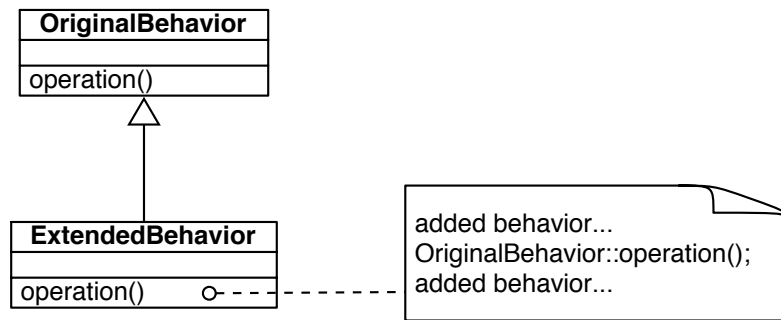 OriginalBehavior
operation()
ExtendedBehavior
operation()
added behavior...
OriginalBehavior::operation();
added behavior...